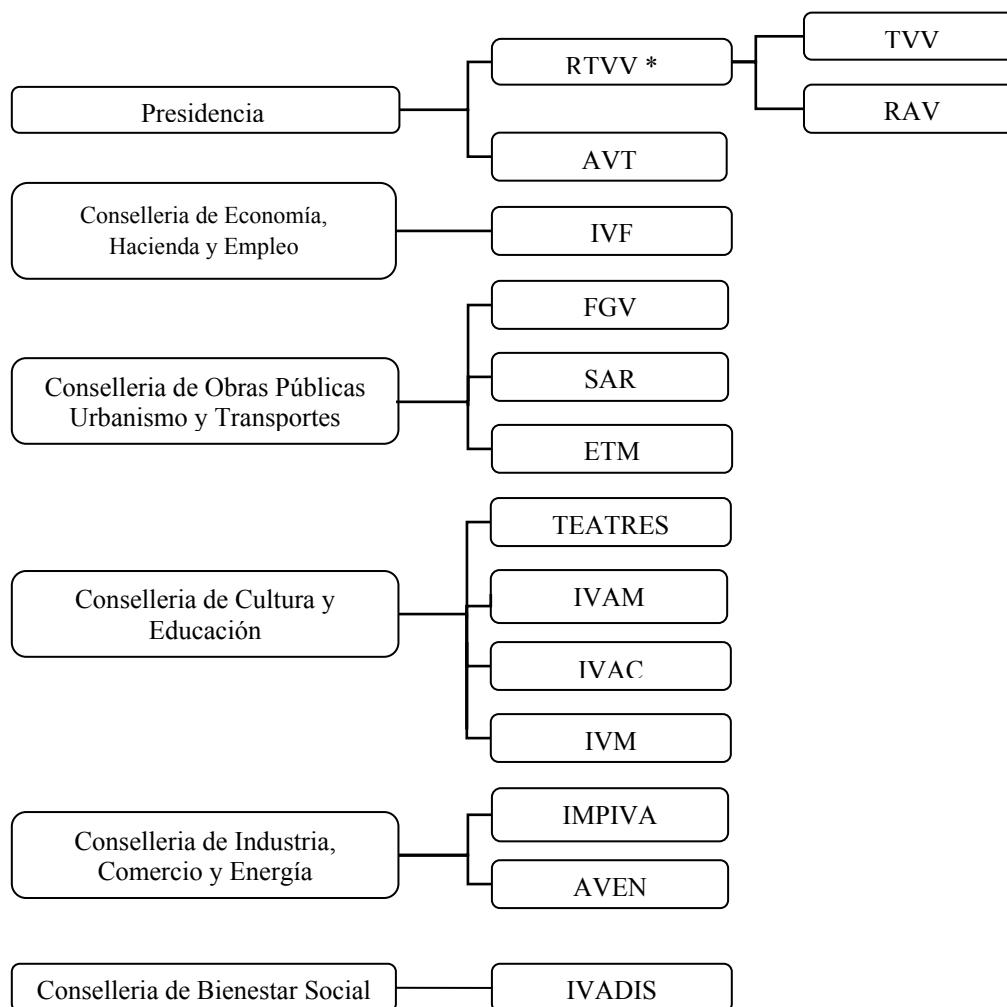 Presidencia
RTVV *
TVV
RAV
AVT
Conselleria de Economía,
Hacienda y Empleo
IVF
Conselleria de Obras Públicas
Urbanismo y Transportes
FGV
SAR
ETM
Conselleria de Cultura y
Educación
TEATRES
IVAM
IVAC
IVM
Conselleria de Industria,
Comercio y Energía
IMPIVA
AVEN
Conselleria de Bienestar Social
IVADIS